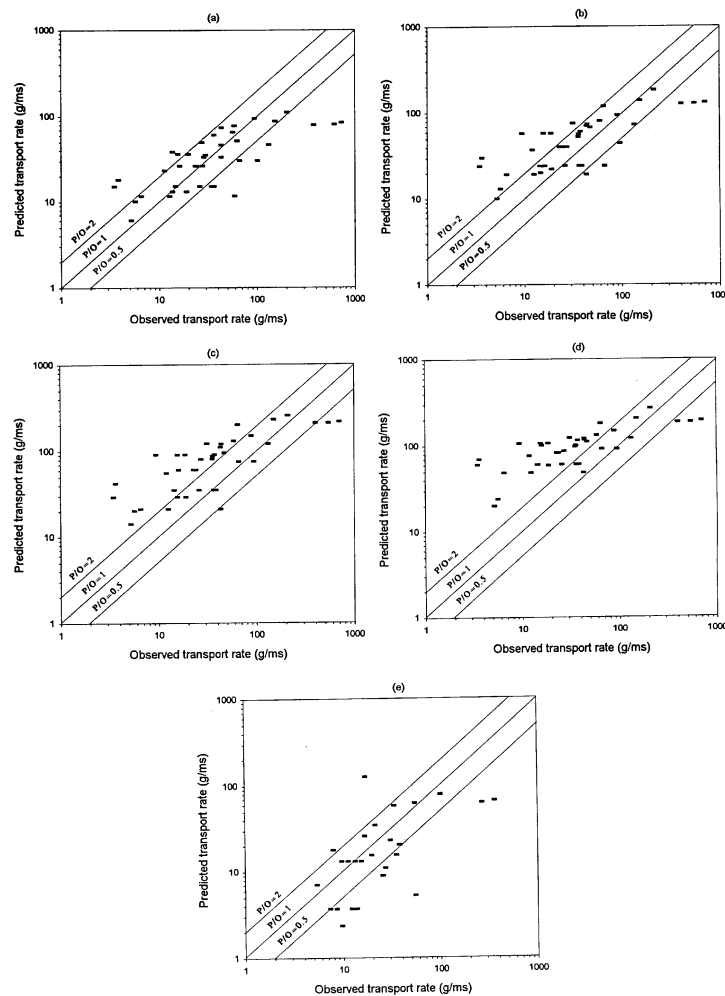 (a)
1000
100
10
1
Predicted transport rate (g/ms)
P/O=2
P/O=1
P/O=0.5
1 10 100 1000
Observed transport rate (g/ms)
(b)
1000
100
10
1
Predicted transport rate (g/ms)
P/O=2
P/O=1
P/O=0.5
1 10 100 1000
Observed transport rate (g/ms)
(c)
1000
100
10
1
Predicted transport rate (g/ms)
P/O=2
P/O=1
P/O=0.5
1 10 100 1000
Observed transport rate (g/ms)
(d)
1000
100
10
1
Predicted transport rate (g/ms)
P/O=2
P/O=1
P/O=0.5
1 10 100 1000
Observed transport rate (g/ms)
(e)
1000
100
10
1
Predicted transport rate (g/ms)
P/O=2
P/O=1
P/O=0.5
1 10 100 1000
Observed transport rate (g/ms)